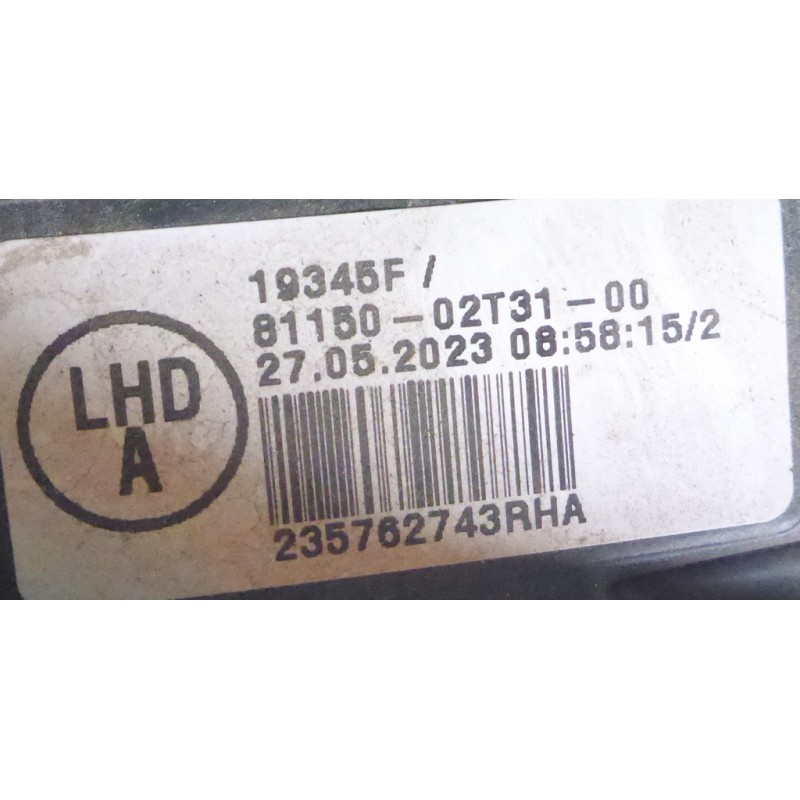 19345F /
81150-02T31-00
27.05.2023 08:58:15/2
LHD
A
235762743RHA